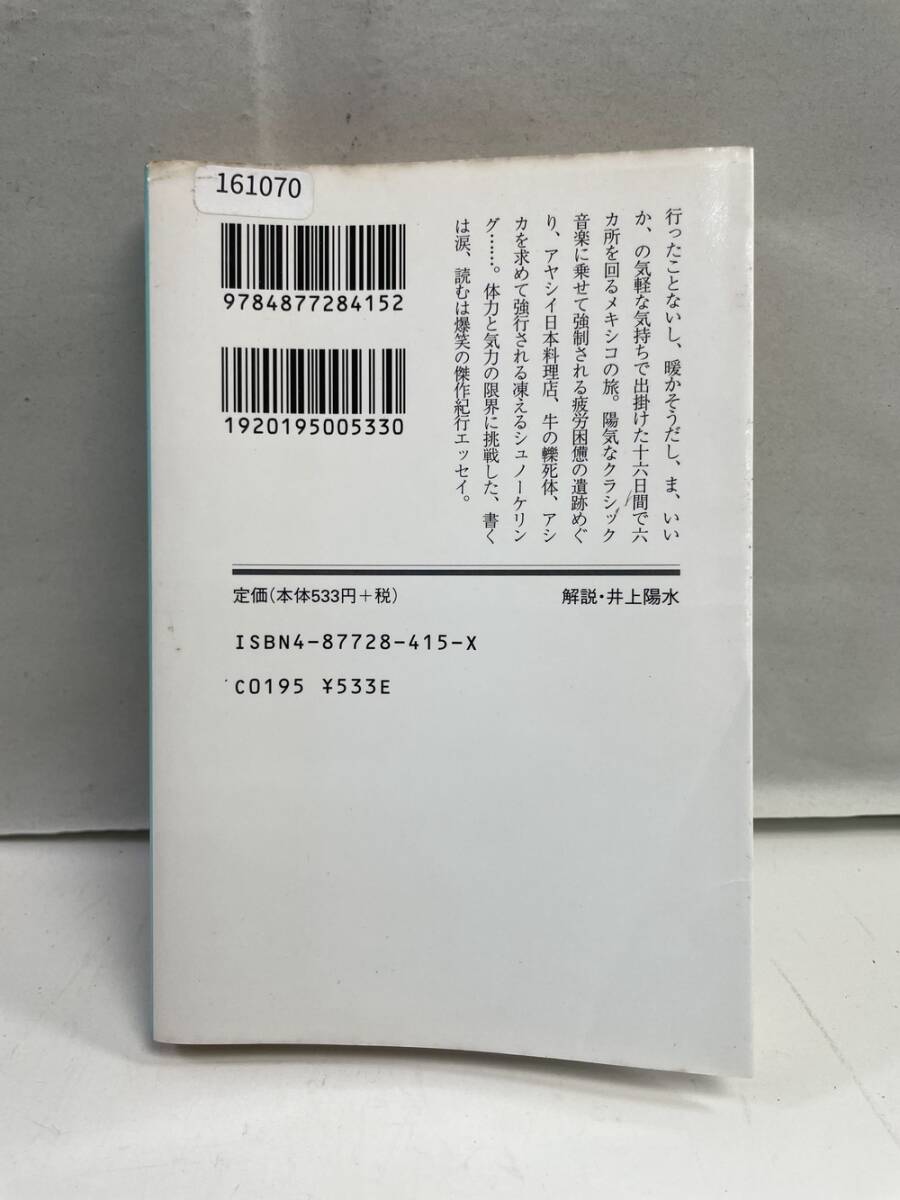 161070
9784877284152
1920195005330
行ったことないし、暖かそうだし、ま、いい
か、の気軽な気持ちで出掛けた十六日間で六
カ所を回るメキシコの旅。陽気なクラシック
音楽に乗せて強制される疲労困憊の遺跡めぐ
り、アヤシイ日本料理店、牛の轢死体、アシ
カを求めて強行される凍えるシュノーケリン
グ……。体力と気力の限界に挑戦した、書く
は涙、読むは爆笑の傑作紀行エッセイ。
定価(本体533円+税)
解説・井上陽水
ISBN4-87728-415-X
C0195 ¥533E